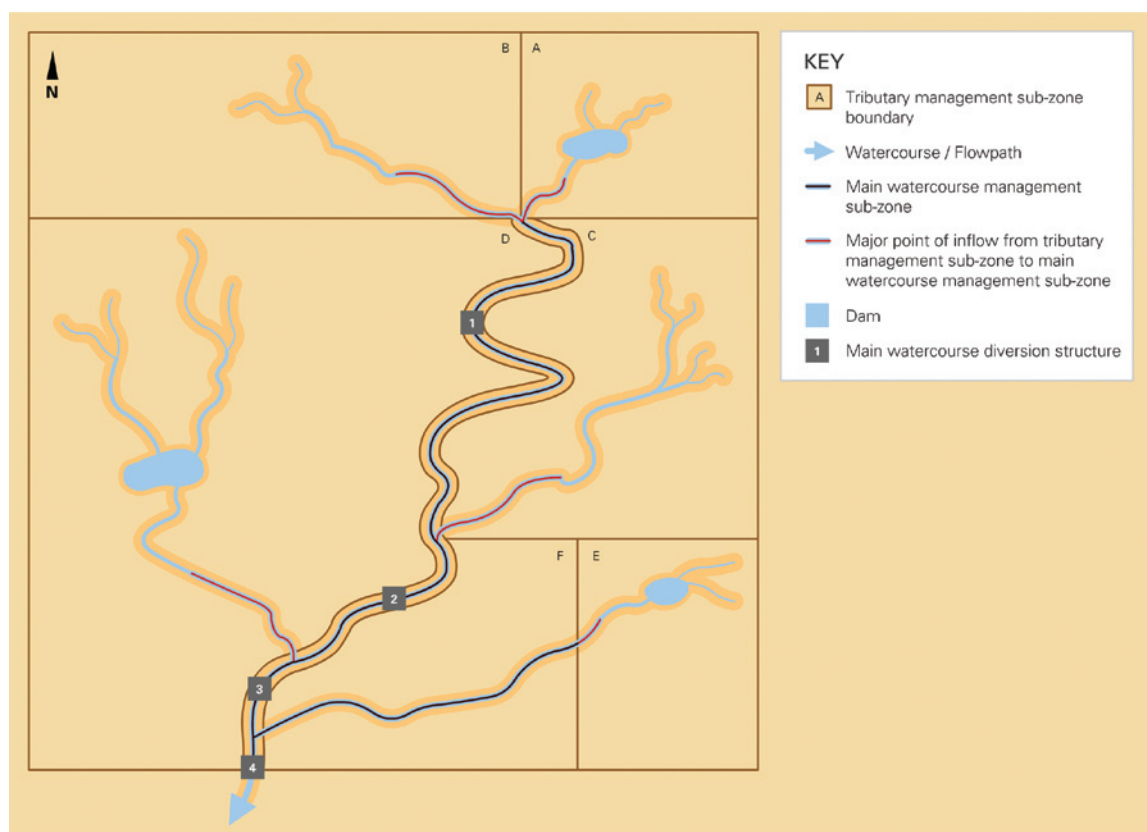 B
A
N
D
C
1
2
F
E
3
4
KEY
A
Tributary management sub-zone
boundary
Watercourse / Flowpath
Main watercourse management
sub-zone
Major point of inflow from tributary
management sub-zone to main
watercourse management sub-zone
Dam
1
Main watercourse diversion structure